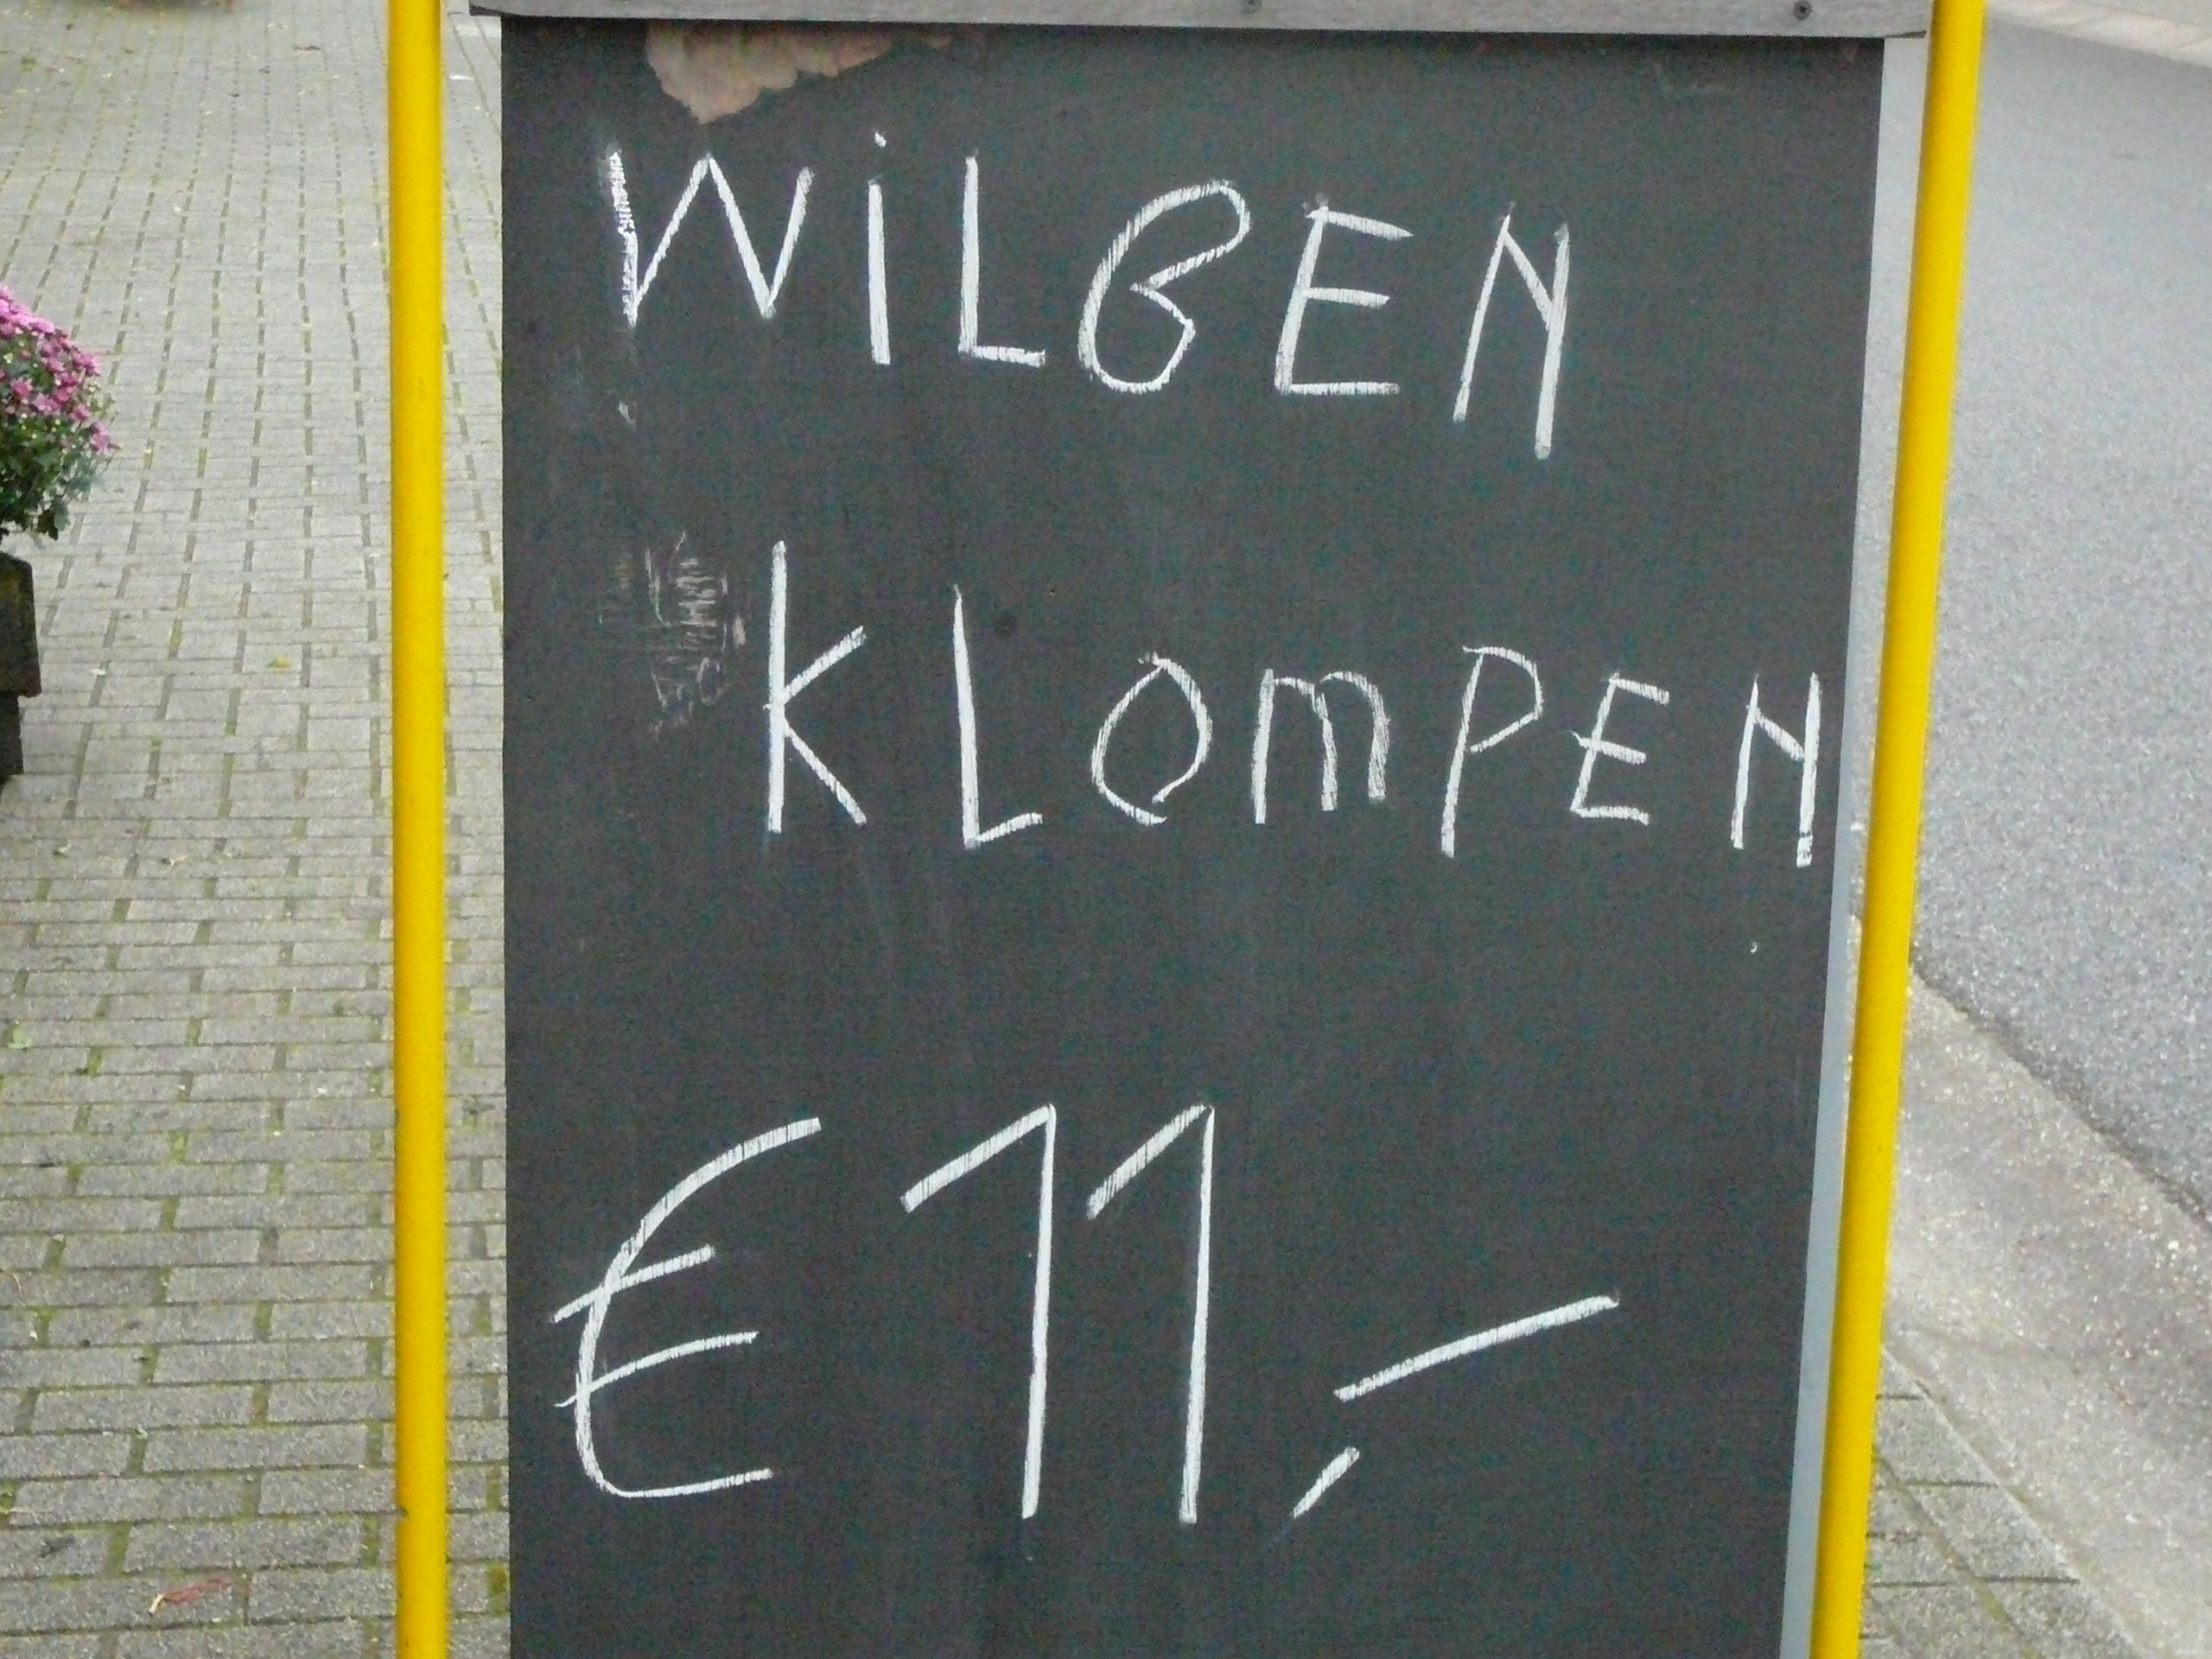 WiLGEN
KLOMPEN
€11,-